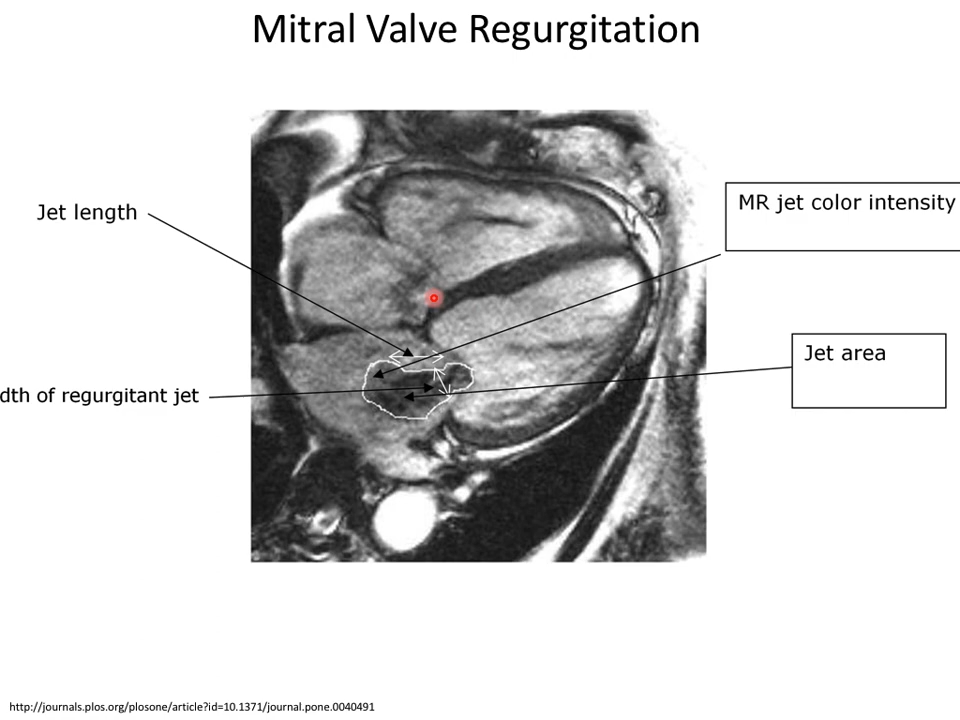 Mitral Valve Regurgitation
Jet length
MR jet color intensity
Jet area
dth of regurgitant jet
http://journals.plos.org/plosone/article?id=10.1371/journal.pone.0040491